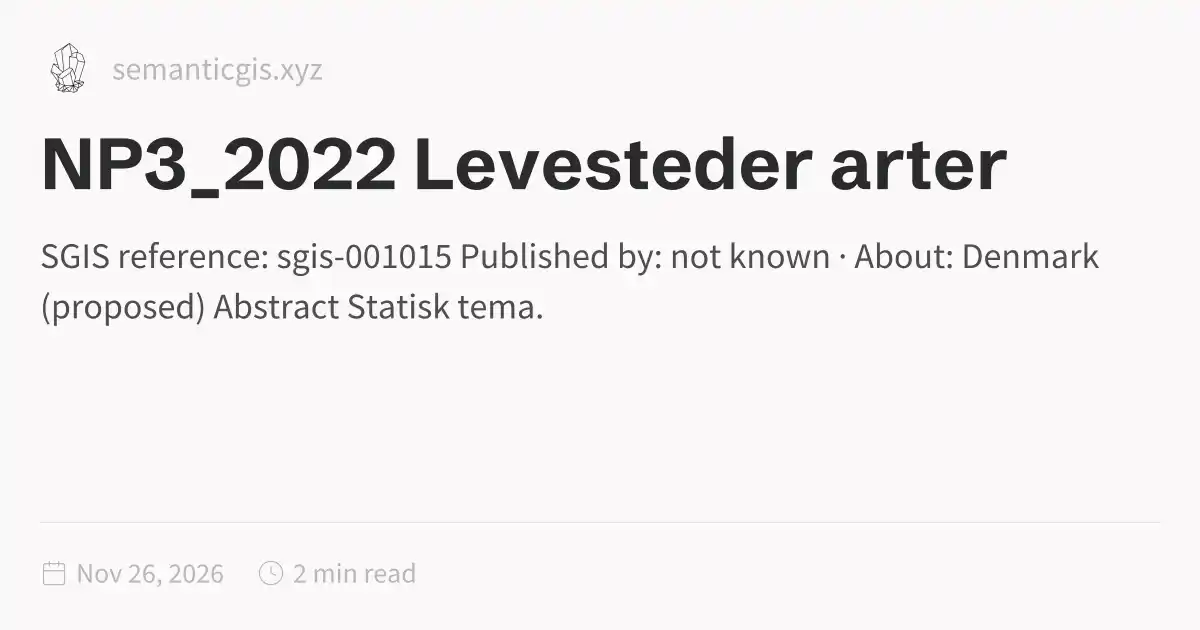 semanticgis.xyz
NP3_2022 Levesteder arter
SGIS reference: sgis-001015 Published by: not known · About: Denmark
(proposed) Abstract Statisk tema.
Nov 26, 2026 2 min read